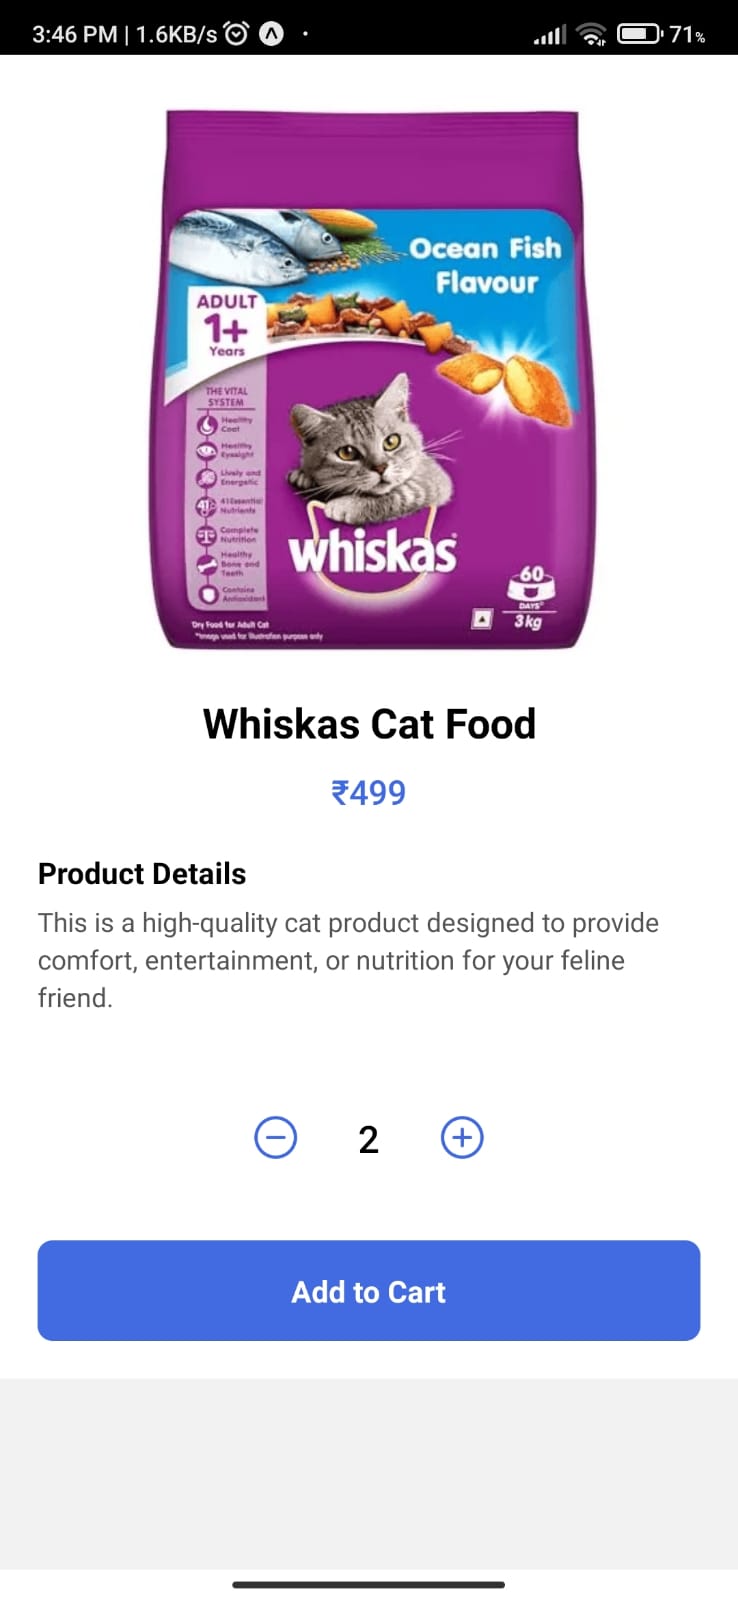 3:46 PM | 1.6KB/s
71%
Ocean Fish
Flavour
ADULT
1+
Years
THE VITAL
SYSTEM
Healthy
Coat
Healthy
Eyesight
Lively and
Energetic
41 Essential
Nutrients
Complete
Nutrition
Healthy
Bone and
Teeth
Contains
Antioxidant
whiskas
60
DAYS
3kg
Dry Food for Adult Cat
*Image used for illustration purpose only
Whiskas Cat Food
₹499
Product Details
This is a high-quality cat product designed to provide
comfort, entertainment, or nutrition for your feline
friend.
2
Add to Cart